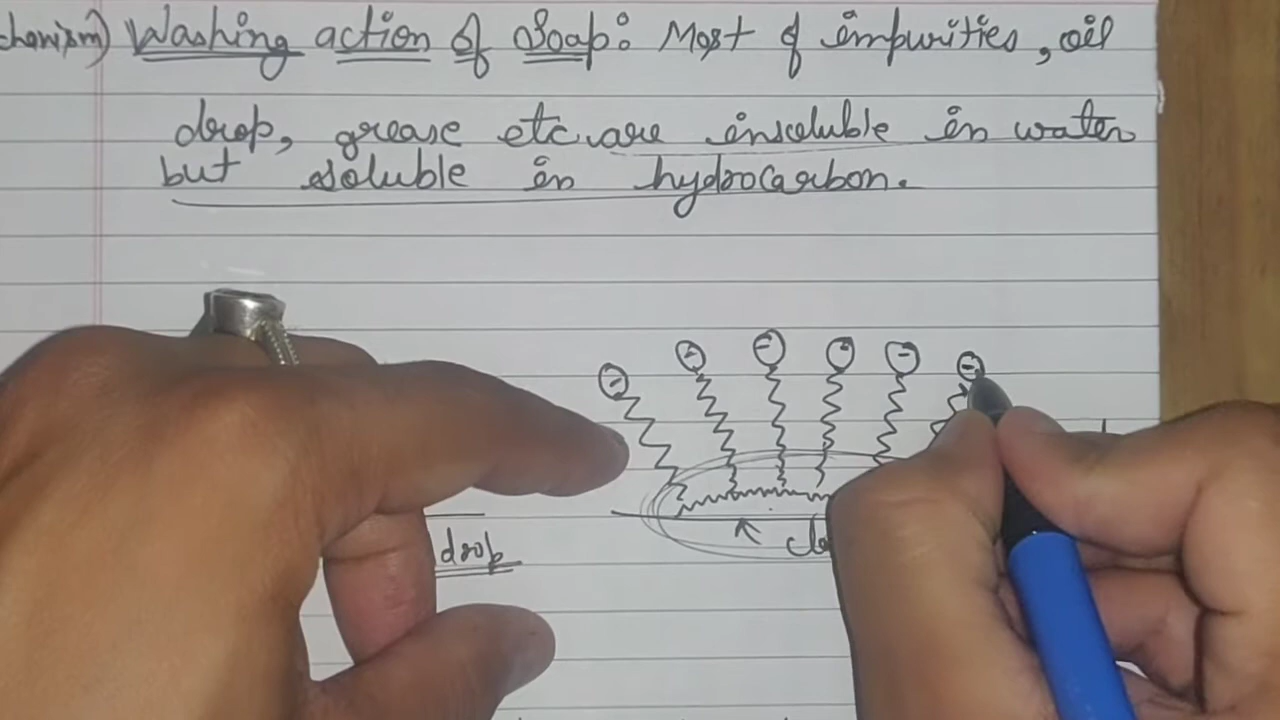 Washing action of Soap: Most of impurities, oil
drop, grease etc. are insoluble in water
but soluble in hydrocarbon.
drop